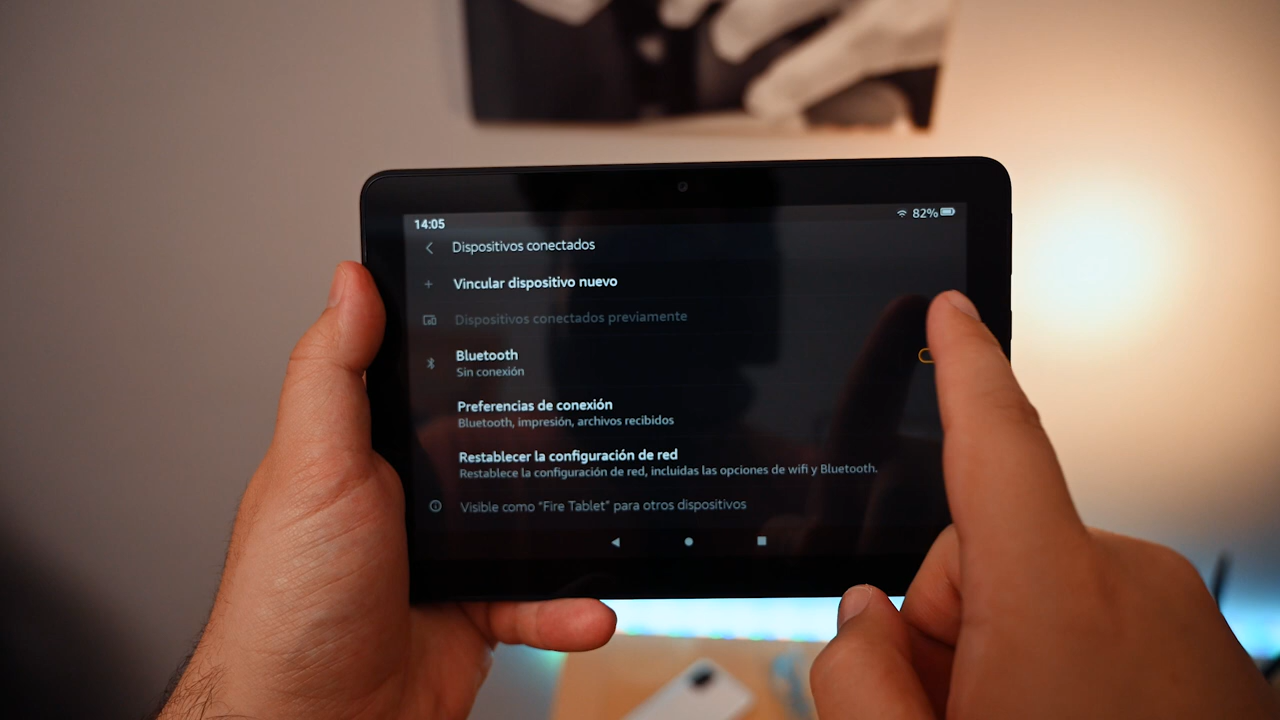 14:05
82%
Dispositivos conectados
Vincular dispositivo nuevo
Dispositivos conectados previamente
Bluetooth
Sin conexión
Preferencias de conexión
Bluetooth, impresión, archivos recibidos
Restablecer la configuración de red
Restablece la configuración de red, incluidas las opciones de wifi y Bluetooth.
Visible como “Fire Tablet” para otros dispositivos